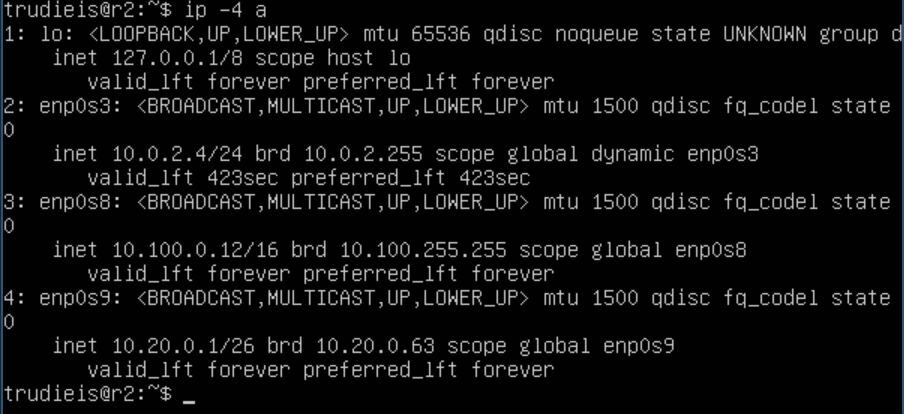 trudieis@r2:~$ ip -4 a
1: lo: <LOOPBACK,UP,LOWER_UP> mtu 65536 qdisc noqueue state UNKNOWN group d
    inet 127.0.0.1/8 scope host lo
       valid_lft forever preferred_lft forever
2: enp0s3: <BROADCAST,MULTICAST,UP,LOWER_UP> mtu 1500 qdisc fq_codel state
0
    inet 10.0.2.4/24 brd 10.0.2.255 scope global dynamic enp0s3
       valid_lft 423sec preferred_lft 423sec
3: enp0s8: <BROADCAST,MULTICAST,UP,LOWER_UP> mtu 1500 qdisc fq_codel state
0
    inet 10.100.0.12/16 brd 10.100.255.255 scope global enp0s8
       valid_lft forever preferred_lft forever
4: enp0s9: <BROADCAST,MULTICAST,UP,LOWER_UP> mtu 1500 qdisc fq_codel state
0
    inet 10.20.0.1/26 brd 10.20.0.63 scope global enp0s9
       valid_lft forever preferred_lft forever
trudieis@r2:~$ _